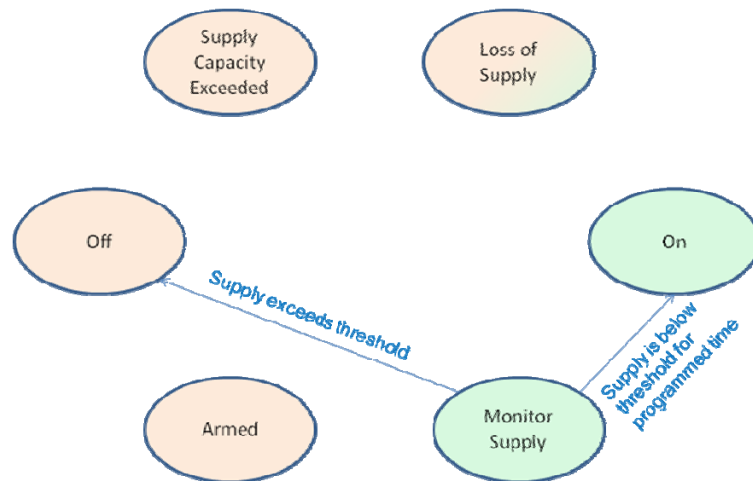 Supply
Capacity
Exceeded
Loss of
Supply
Off
On
Supply exceeds threshold
Supply is below
threshold for
programmed time
Armed
Monitor
Supply